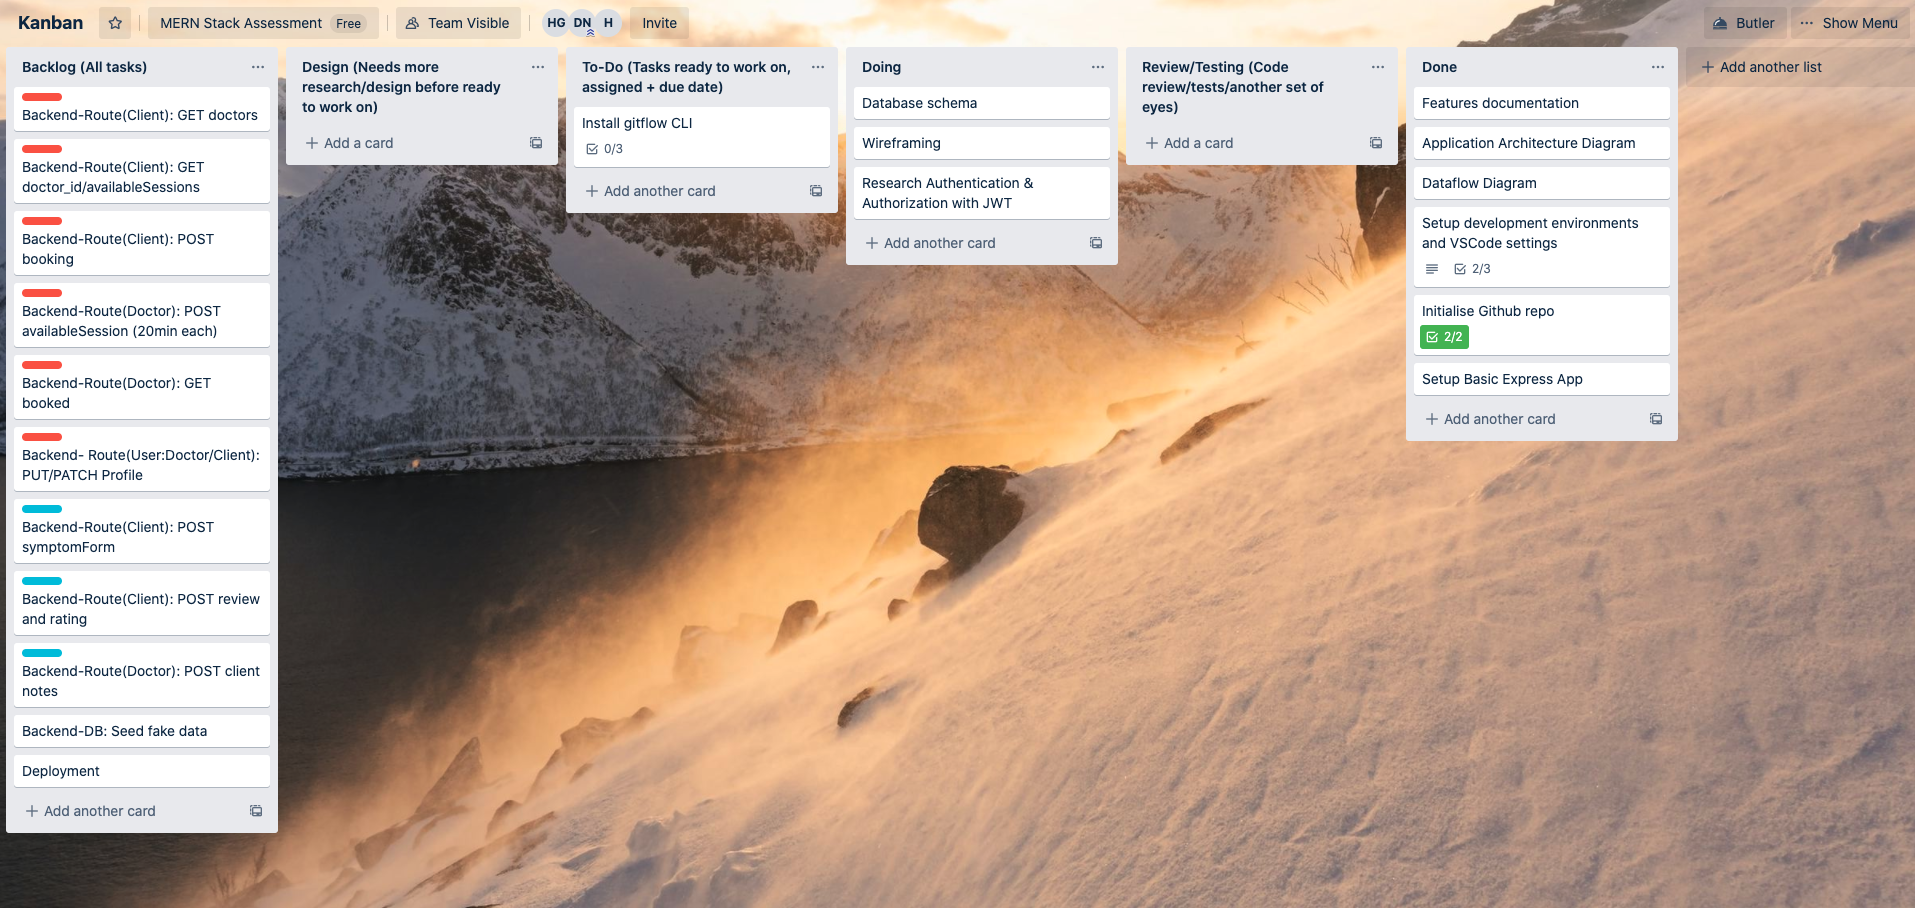 Kanban
MERN Stack Assessment Free
Team Visible
HG DN H
Invite
Butler
Show Menu
Backlog (All tasks)
Backend-Route(Client): GET doctors
Backend-Route(Client): GET
doctor_id/availableSessions
Backend-Route(Client): POST
booking
Backend-Route(Doctor): POST
availableSession (20min each)
Backend-Route(Doctor): GET
booked
Backend- Route(User:Doctor/Client):
PUT/PATCH Profile
Backend-Route(Client): POST
symptomForm
Backend-Route(Client): POST review
and rating
Backend-Route(Doctor): POST client
notes
Backend-DB: Seed fake data
Deployment
Add another card
Design (Needs more
research/design before ready
to work on)
Add a card
To-Do (Tasks ready to work on,
assigned + due date)
Install gitflow CLI
0/3
Add another card
Doing
Database schema
Wireframing
Research Authentication &
Authorization with JWT
Add another card
Review/Testing (Code
review/tests/another set of
eyes)
Add a card
Done
Features documentation
Application Architecture Diagram
Dataflow Diagram
Setup development environments
and VSCode settings
2/3
Initialise Github repo
2/2
Setup Basic Express App
Add another card
Add another list